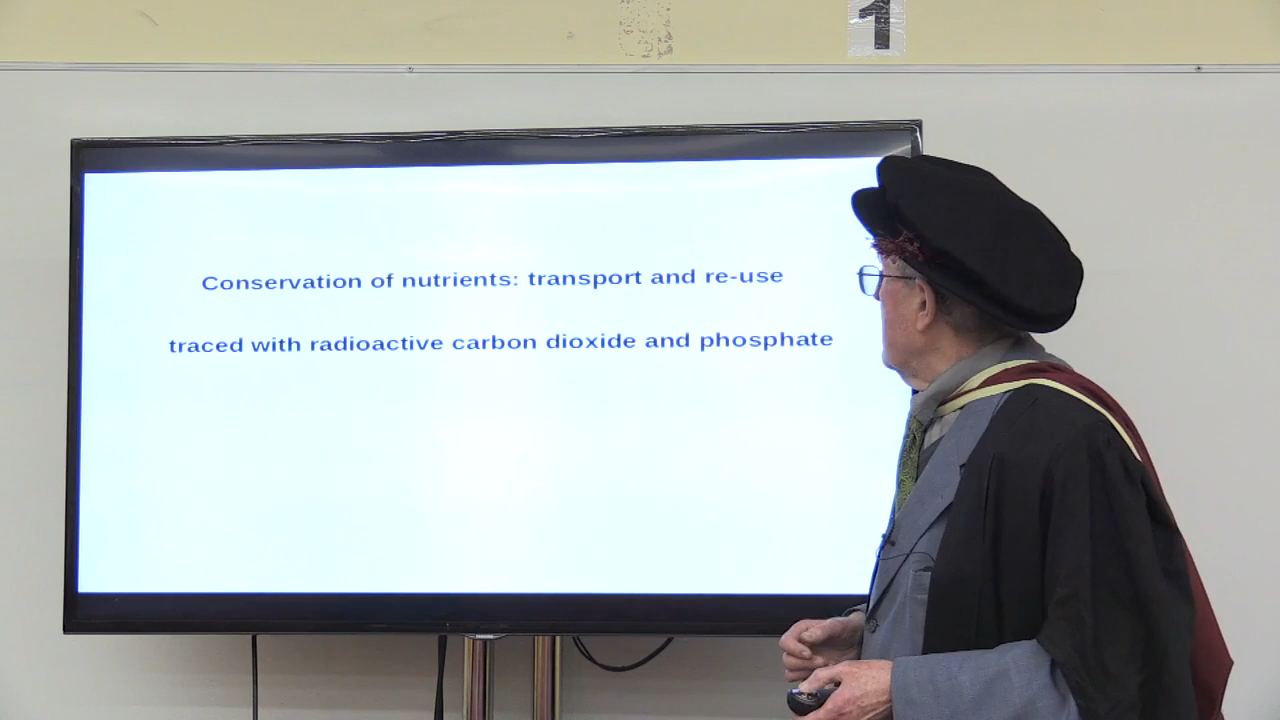 1
Conservation of nutrients: transport and re-use
traced with radioactive carbon dioxide and phosphate